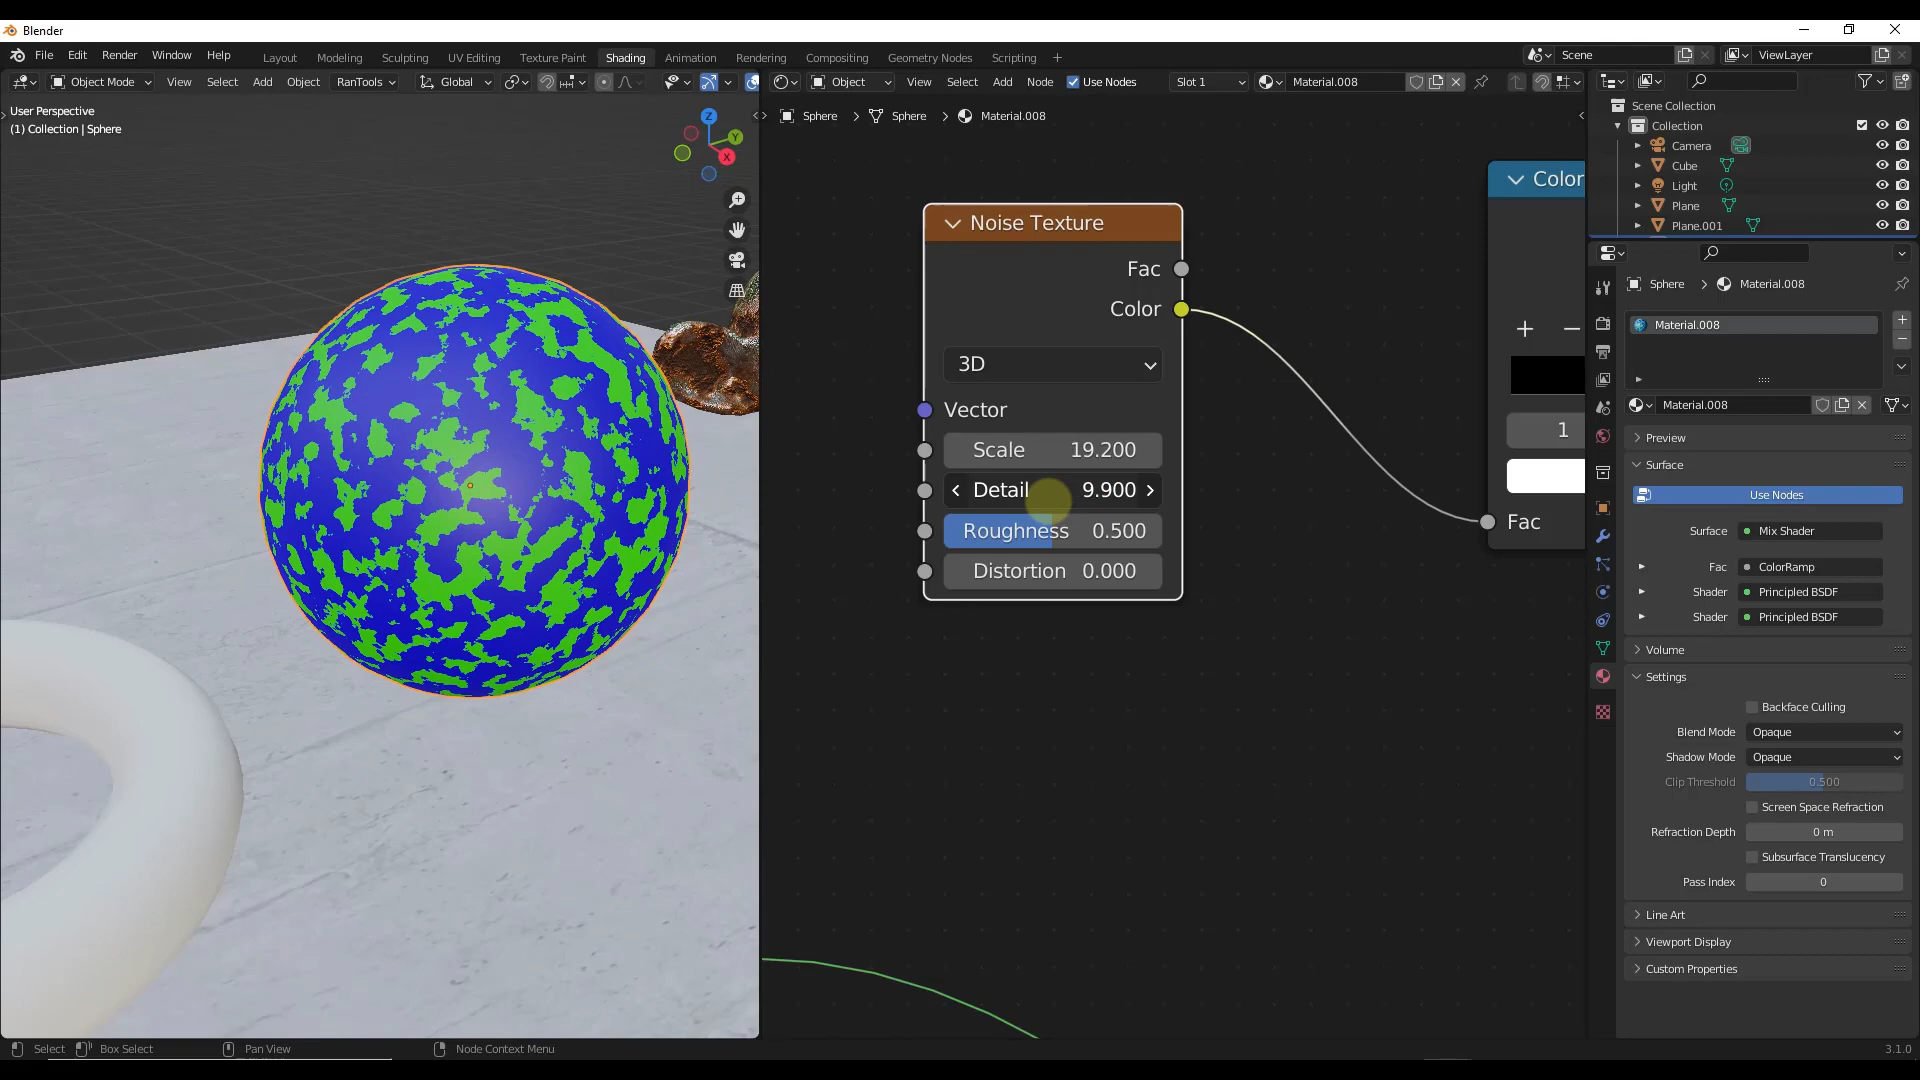 Blender
File Edit Render Window Help
Layout Modeling Sculpting UV Editing Texture Paint Shading Animation Rendering Compositing Geometry Nodes Scripting +
Scene
ViewLayer
Object Mode View Select Add Object RanTools Global
Object View Select Add Node Use Nodes Slot 1 Material.008
User Perspective
(1) Collection | Sphere
Z
Y
X
Sphere > Sphere > Material.008
Noise Texture
Fac
Color
3D
Vector
Scale 19.200
Detail 9.900
Roughness 0.500
Distortion 0.000
Color
+ −
1
Fac
Scene Collection
Collection
Camera
Cube
Light
Plane
Plane.001
Sphere > Material.008
Material.008
Material.008
Preview
Surface
Use Nodes
Surface Mix Shader
Fac ColorRamp
Shader Principled BSDF
Shader Principled BSDF
Volume
Settings
Backface Culling
Blend Mode Opaque
Shadow Mode Opaque
Clip Threshold 0.500
Screen Space Refraction
Refraction Depth 0 m
Subsurface Translucency
Pass Index 0
Line Art
Viewport Display
Custom Properties
Select Box Select Pan View Node Context Menu
3.1.0